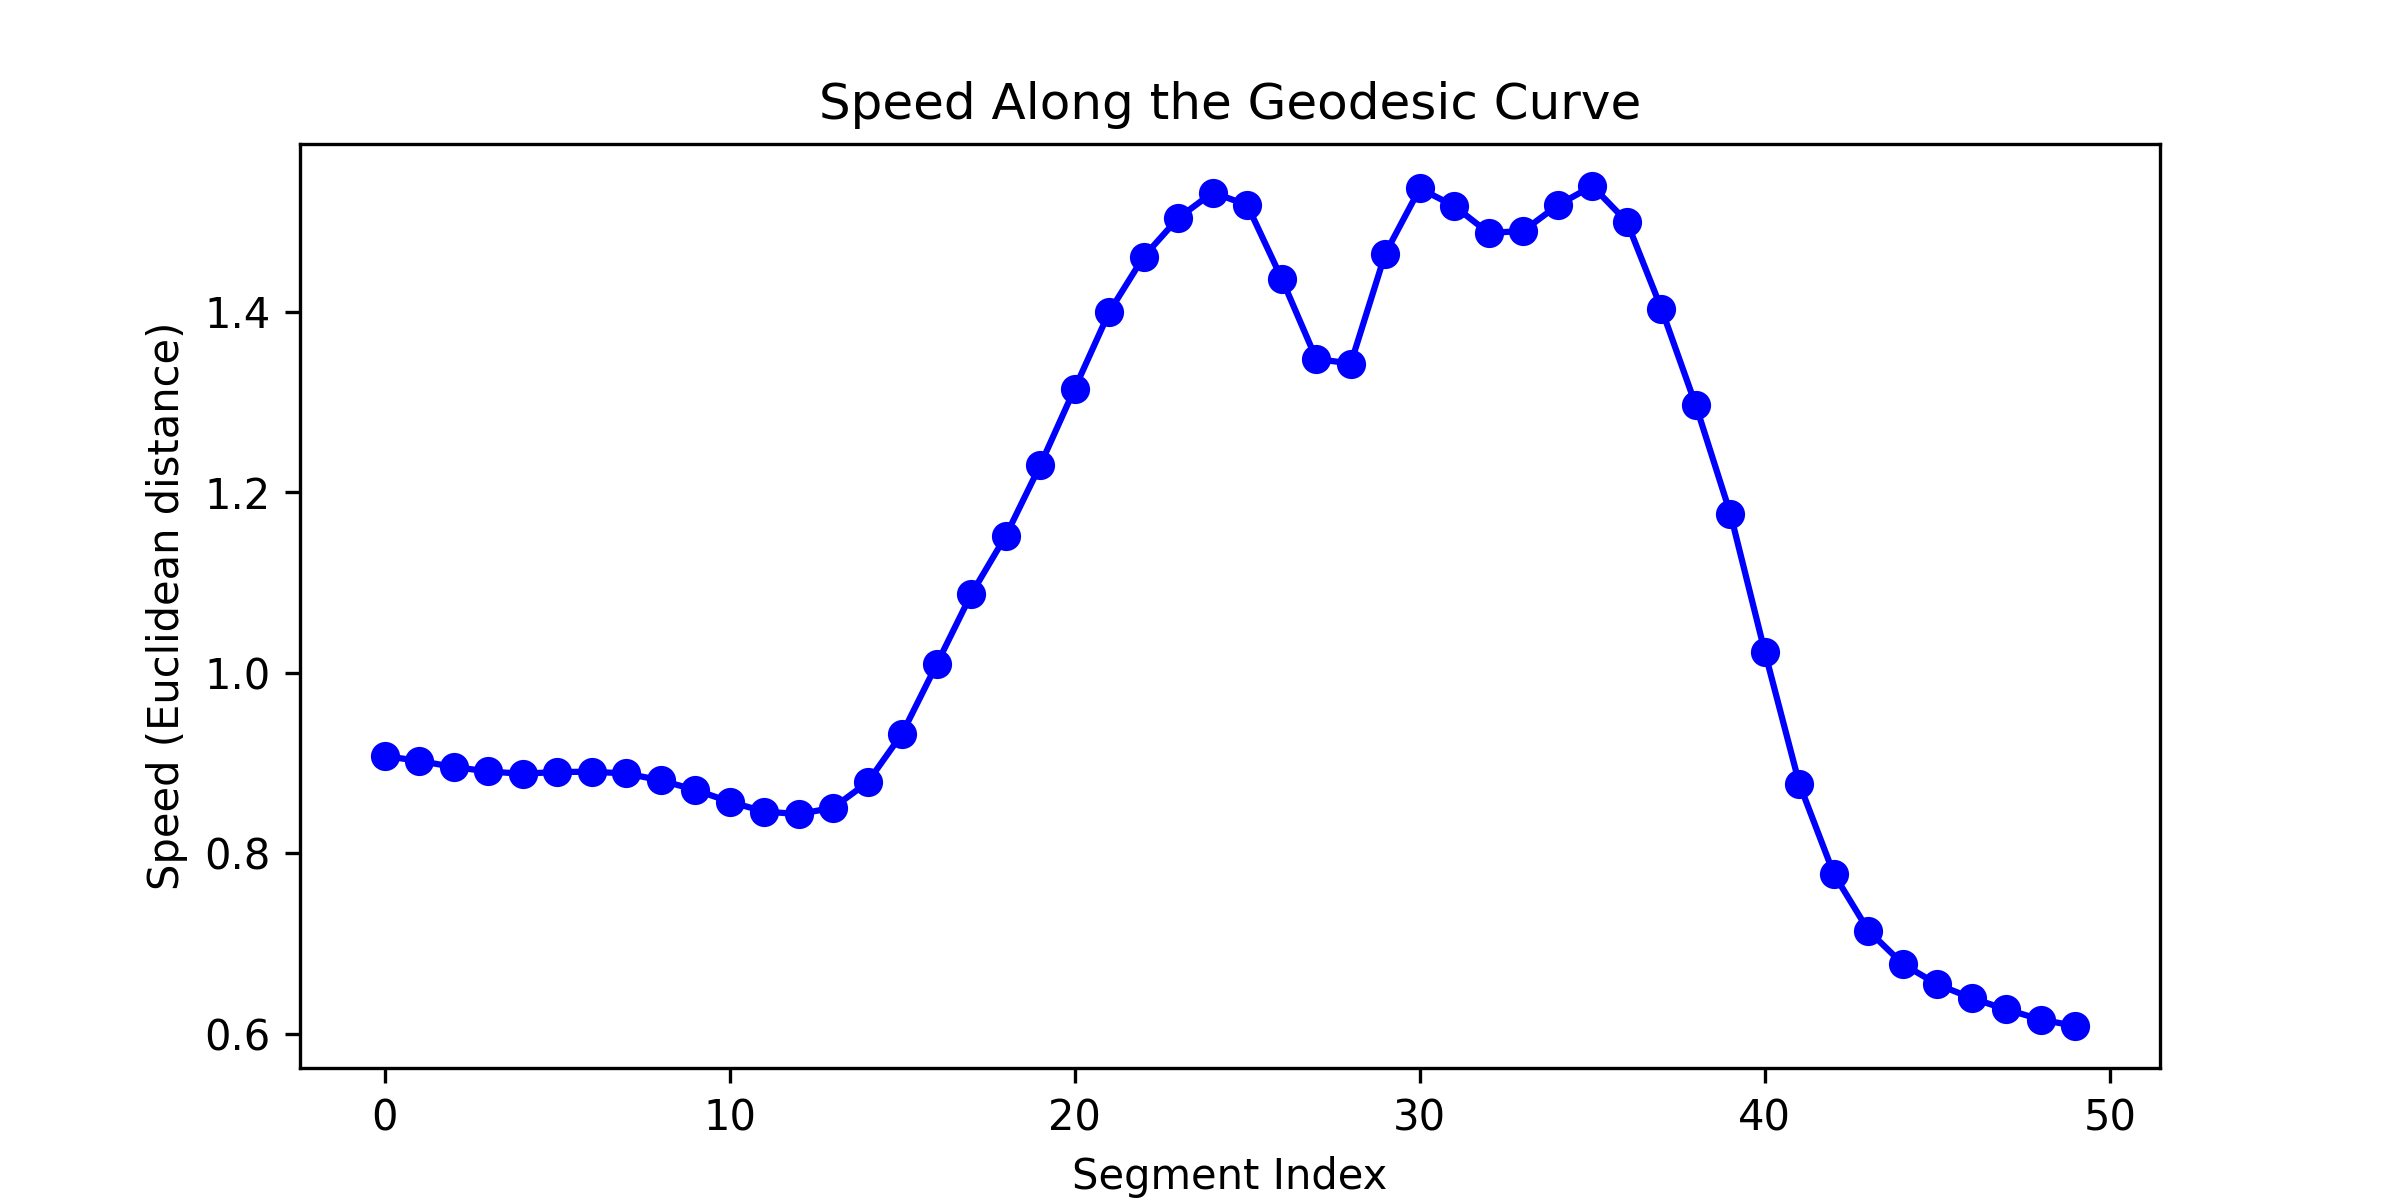 Speed Along the Geodesic Curve
Speed (Euclidean distance)
1.4
1.2
1.0
0.8
0.6
0 10 20 30 40 50
Segment Index